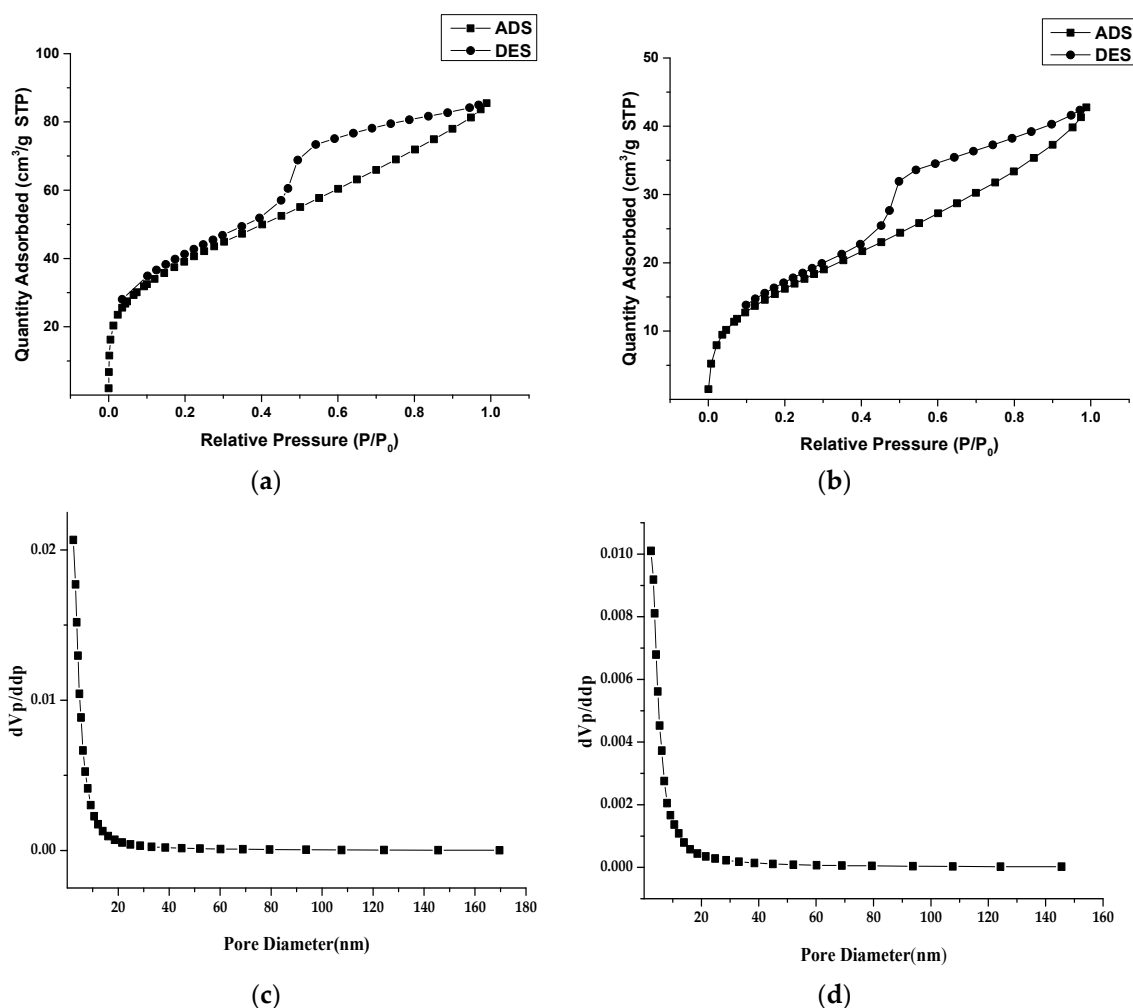 ADS
DES
100
80
60
40
20
Quantity Adsorbded (cm³/g STP)
0.0 0.2 0.4 0.6 0.8 1.0
Relative Pressure (P/P₀)
(a)
ADS
DES
50
40
30
20
10
Quantity Adsorbded (cm³/g STP)
0.0 0.2 0.4 0.6 0.8 1.0
Relative Pressure (P/P₀)
(b)
0.02
0.01
0.00
dVp/ddp
20 40 60 80 100 120 140 160 180
Pore Diameter(nm)
(c)
0.010
0.008
0.006
0.004
0.002
0.000
dVp/ddp
20 40 60 80 100 120 140 160
Pore Diameter(nm)
(d)